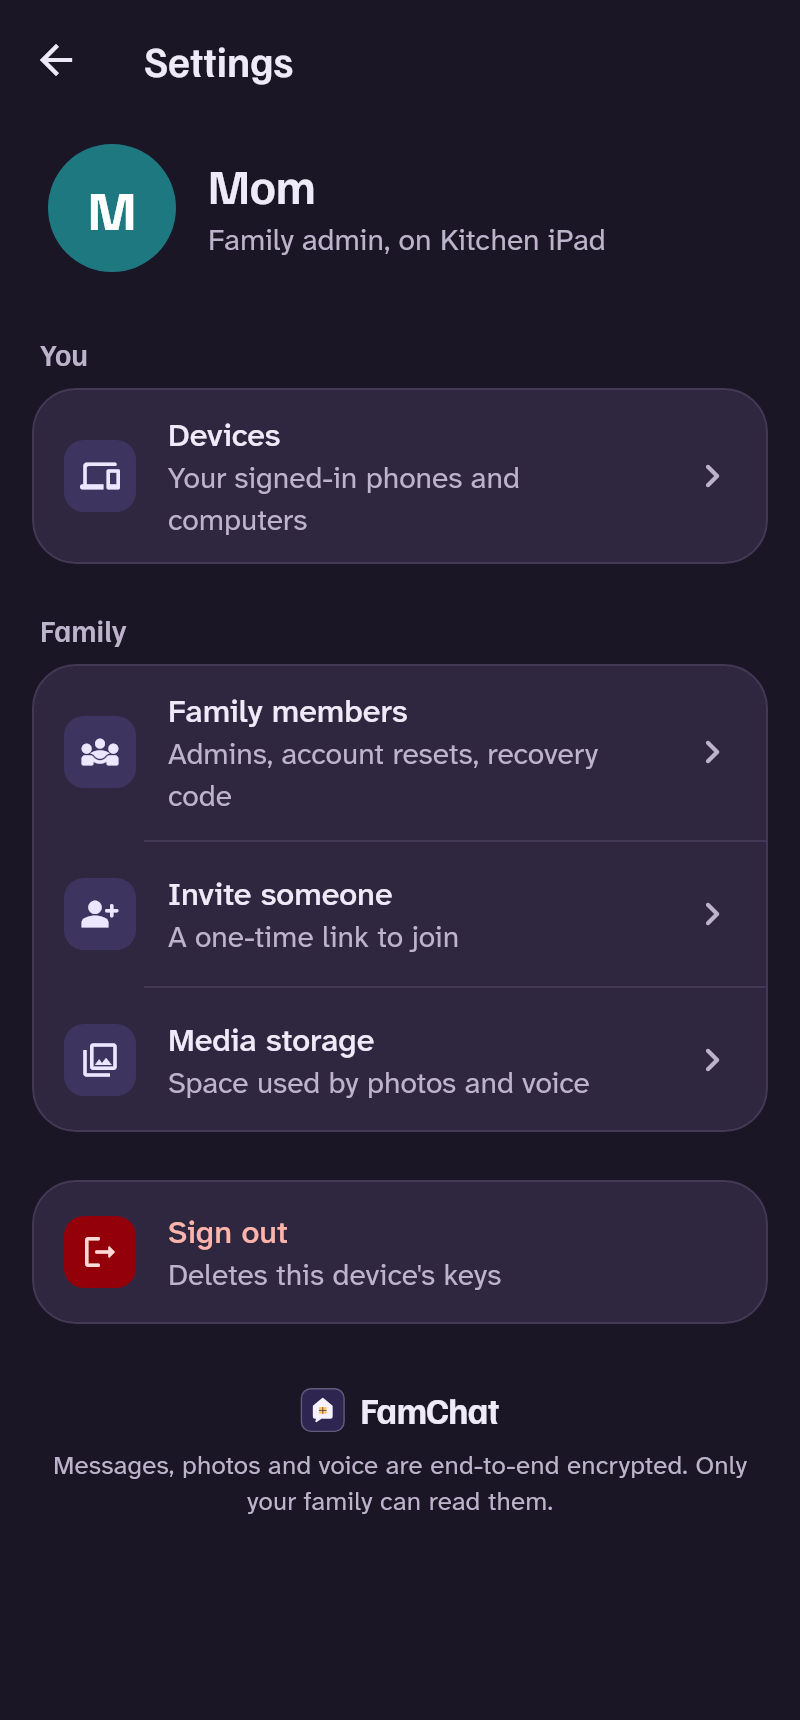 Settings
M
Mom
Family admin, on Kitchen iPad
You
Devices
Your signed-in phones and
computers
Family
Family members
Admins, account resets, recovery
code
Invite someone
A one-time link to join
Media storage
Space used by photos and voice
Sign out
Deletes this device's keys
FamChat
Messages, photos and voice are end-to-end encrypted. Only
your family can read them.